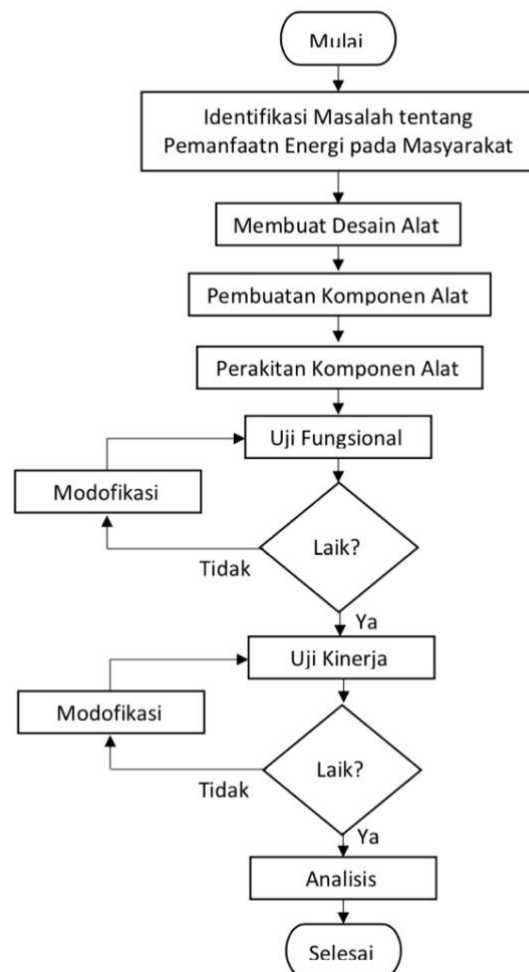 Mulai
Identifikasi Masalah tentang
Pemanfaatn Energi pada Masyarakat
Membuat Desain Alat
Pembuatan Komponen Alat
Perakitan Komponen Alat
Uji Fungsional
Modofikasi
Laik?
Tidak
Ya
Uji Kinerja
Modofikasi
Laik?
Tidak
Ya
Analisis
Selesai